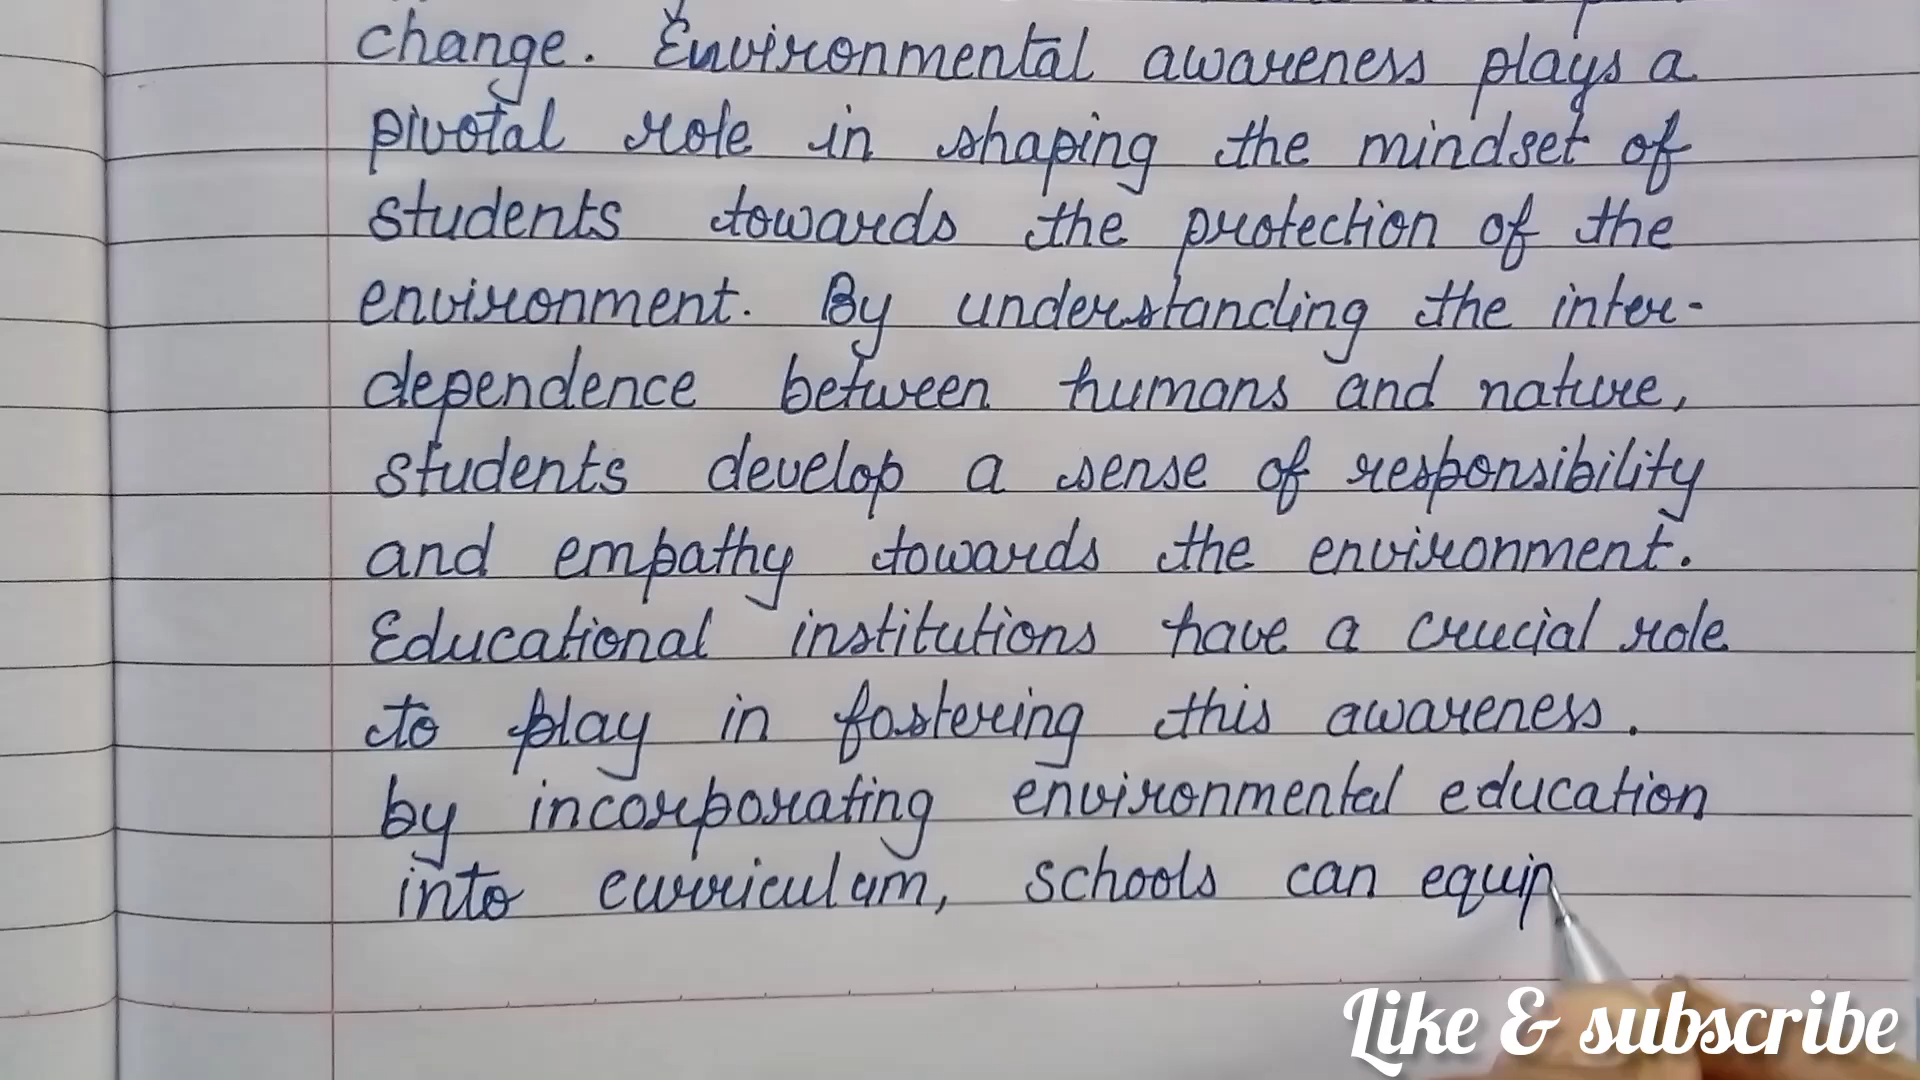 change. Environmental awareness plays a
pivotal role in shaping the mindset of
students towards the protection of the
environment. By understanding the inter-
dependence between humans and nature,
students develop a sense of responsibility
and empathy towards the environment.
Educational institutions have a crucial role
to play in fostering this awareness.
by incorporating environmental education
into curriculum, schools can equip
Like & subscribe